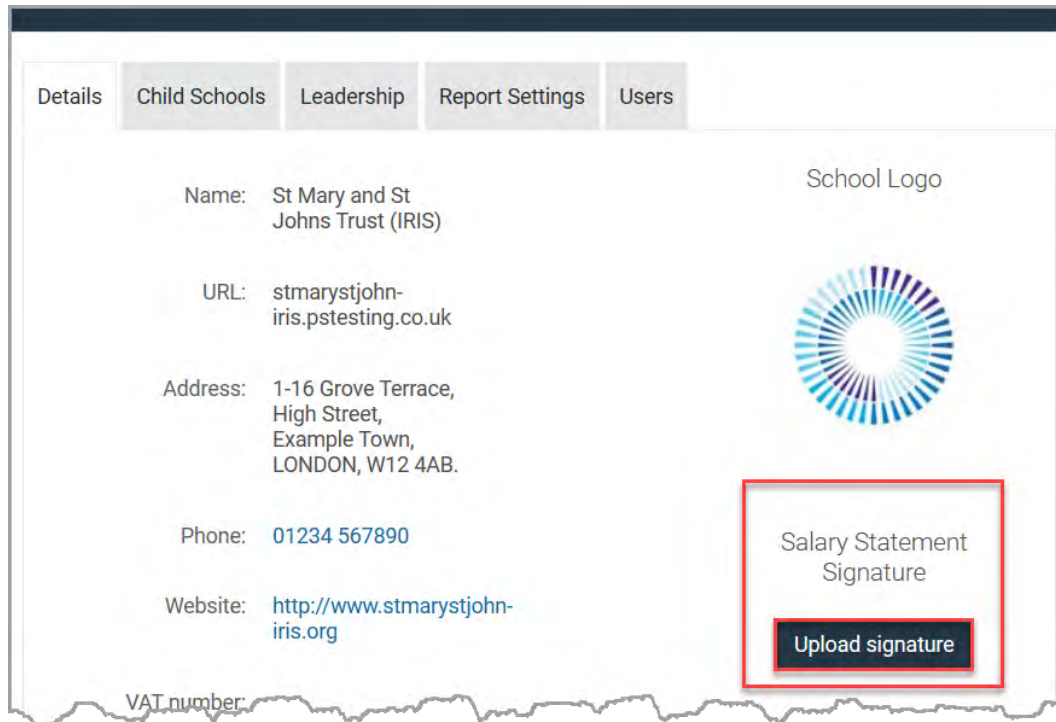 Details Child Schools Leadership Report Settings Users
Name: St Mary and St
Johns Trust (IRIS)
URL: stmarystjohn-
iris.pstesting.co.uk
Address: 1-16 Grove Terrace,
High Street,
Example Town,
LONDON, W12 4AB.
Phone: 01234 567890
Website: http://www.stmarystjohn-
iris.org
VAT number:
School Logo
Salary Statement
Signature
Upload signature